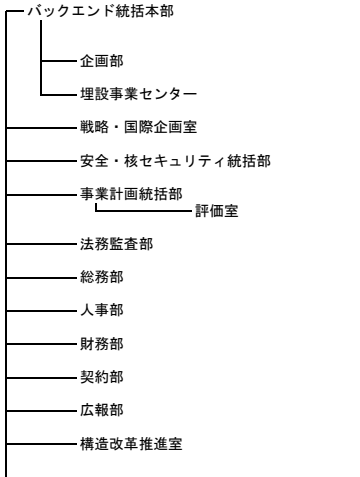 バックエンド統括本部
企画部
埋設事業センター
戦略・国際企画室
安全・核セキュリティ統括部
事業計画統括部
評価室
法務監査部
総務部
人事部
財務部
契約部
広報部
構造改革推進室